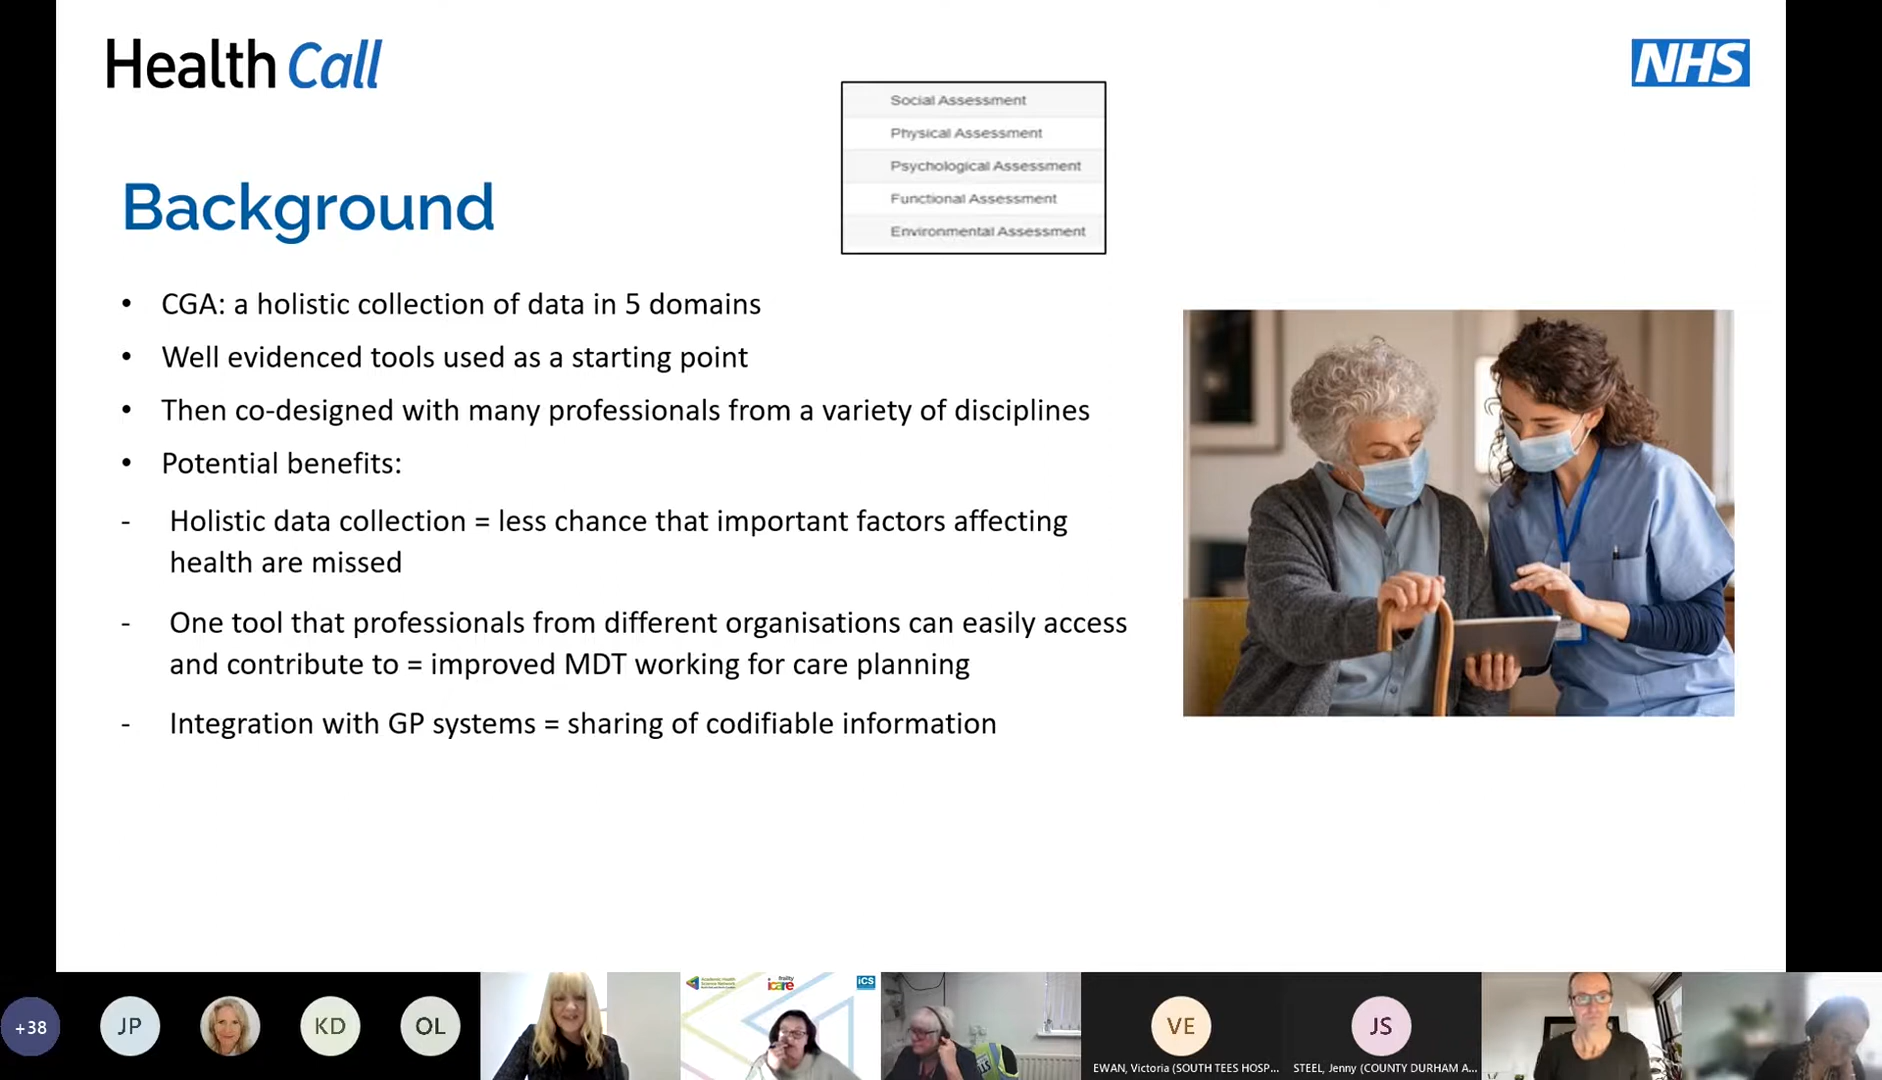 Health Call
NHS
Social Assessment
Physical Assessment
Psychological Assessment
Functional Assessment
Environmental Assessment
Background
• CGA: a holistic collection of data in 5 domains
• Well evidenced tools used as a starting point
• Then co-designed with many professionals from a variety of disciplines
• Potential benefits:
- Holistic data collection = less chance that important factors affecting
health are missed
- One tool that professionals from different organisations can easily access
and contribute to = improved MDT working for care planning
- Integration with GP systems = sharing of codifiable information
+38
JP
KD
OL
frailty
icare
ICS
VE
EWAN, Victoria (SOUTH TEES HOSP...
JS
STEEL, Jenny (COUNTY DURHAM A...